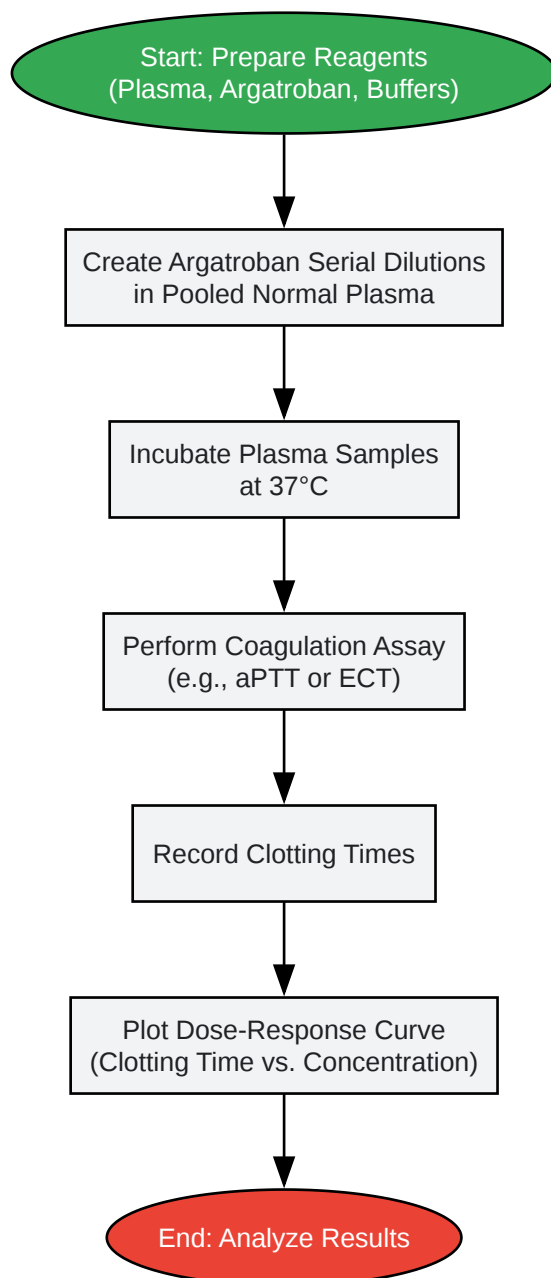 Start: Prepare Reagents
(Plasma, Argatroban, Buffers)
Create Argatroban Serial Dilutions
in Pooled Normal Plasma
Incubate Plasma Samples
at 37°C
Perform Coagulation Assay
(e.g., aPTT or ECT)
Record Clotting Times
Plot Dose-Response Curve
(Clotting Time vs. Concentration)
End: Analyze Results